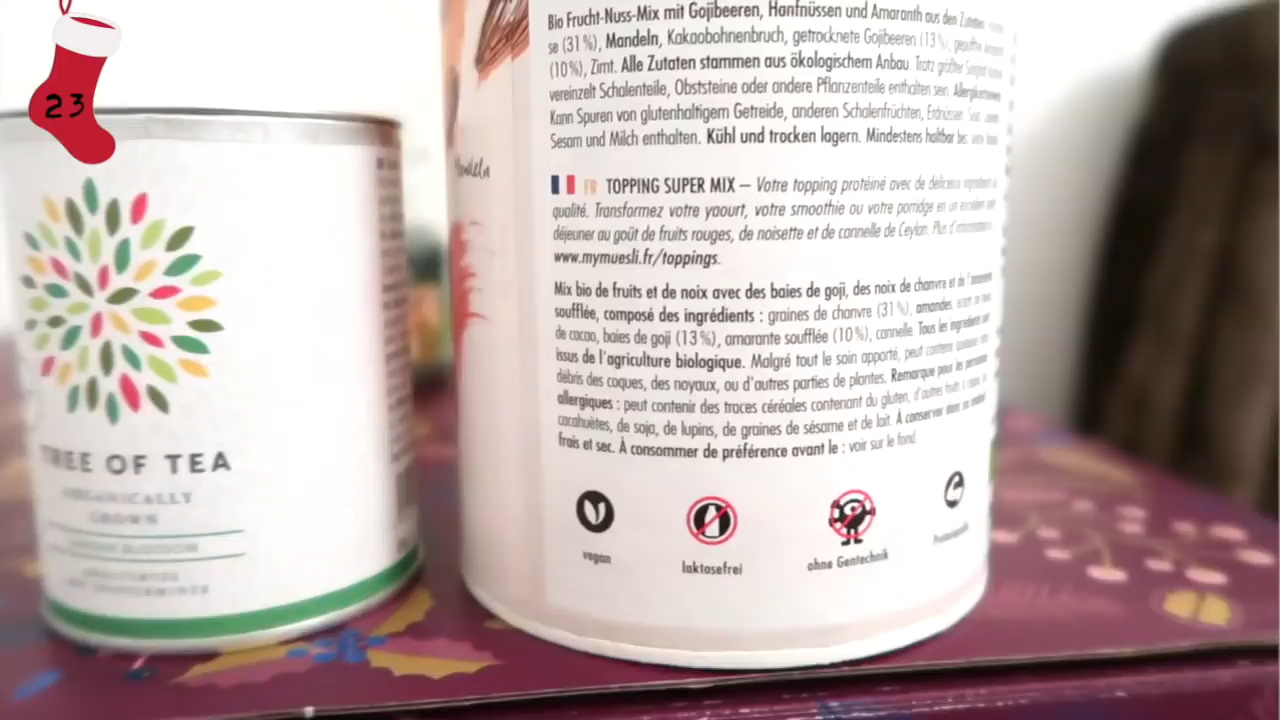 23
TREE OF TEA
ORGANICALLY
GROWN
Mandeln
Bio Frucht-Nuss-Mix mit Gojibeeren, Hanfnüssen und Amaranth aus den
se (31%), Mandeln, Kakaobohnenbruch, getrocknete Gojibeeren (13%),
(10%), Zimt. Alle Zutaten stammen aus ökologischem Anbau. Trotz größter
vereinzelt Schalenteile, Obststeine oder andere Pflanzenteile enthalten sein.
Kann Spuren von glutenhaltigem Getreide, anderen Schalenfrüchten, Erdnüssen,
Sesam und Milch enthalten. Kühl und trocken lagern. Mindestens haltbar bis:
FR TOPPING SUPER MIX – Votre topping protéiné avec de délicieux
qualité. Transformez votre yaourt, votre smoothie ou votre porridge en un
déjeuner au goût de fruits rouges, de noisette et de cannelle de Ceylan. Plus
www.mymuesli.fr/toppings.
Mix bio de fruits et de noix avec des baies de goji, des noix de chanvre et de
soufflée, composé des ingrédients : graines de chanvre (31%), amandes,
de cacao, baies de goji (13%), amarante soufflée (10%), cannelle. Tous les ingrédients
issus de l'agriculture biologique. Malgré tout le soin apporté, peut contenir
débris des coques, des noyaux, ou d'autres parties de plantes. Remarque pour les personnes
allergiques : peut contenir des traces céréales contenant du gluten, d'autres fruits à
cacahuètes, de soja, de lupins, de graines de sésame et de lait. À conserver dans un endroit
frais et sec. À consommer de préférence avant le : voir sur le fond.
vegan
laktosefrei
ohne Gentechnik